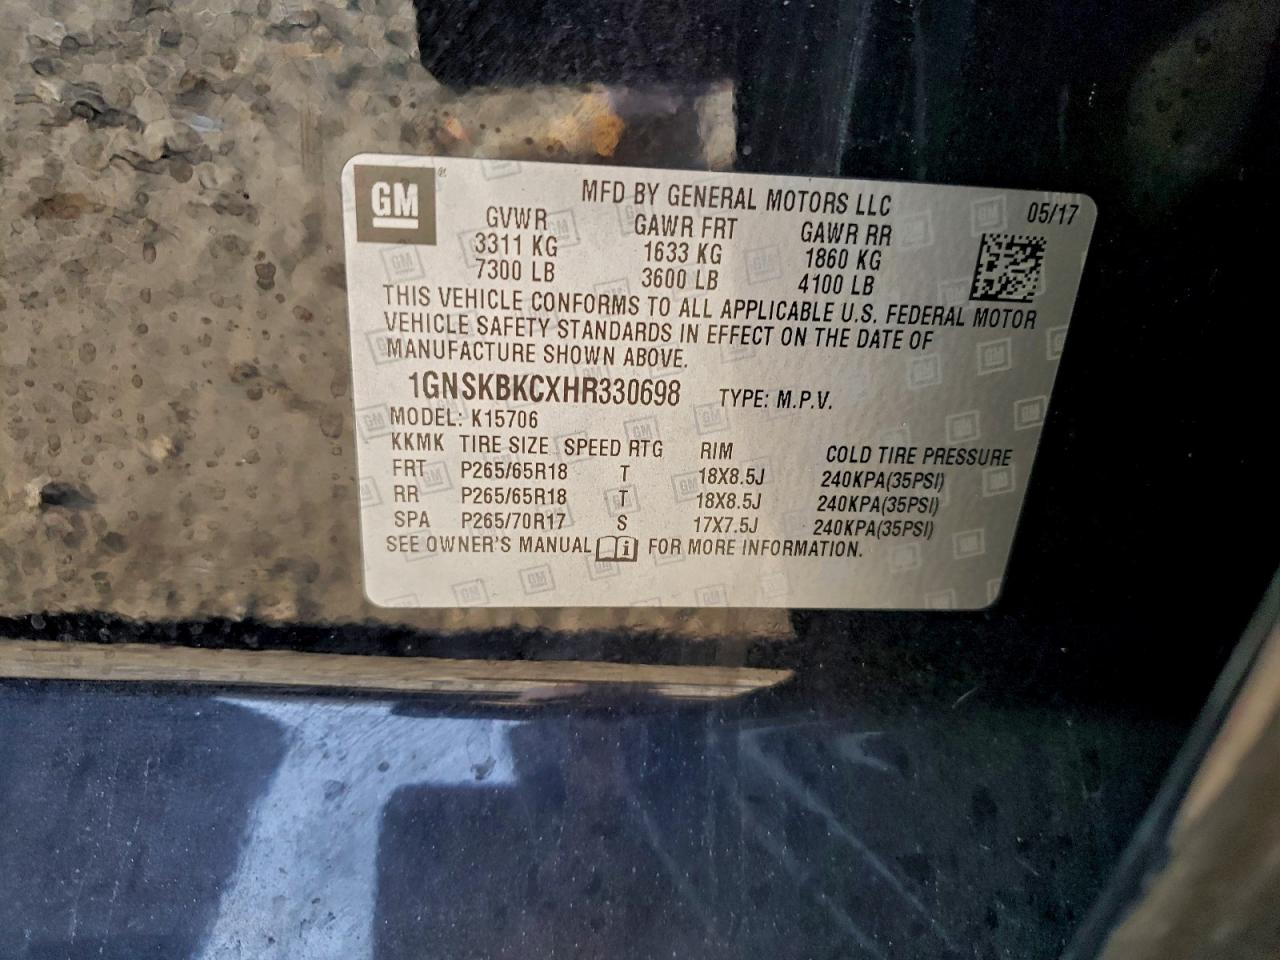 GM ®
MFD BY GENERAL MOTORS LLC
05/17
GVWR GAWR FRT GAWR RR
3311 KG 1633 KG 1860 KG
7300 LB 3600 LB 4100 LB
THIS VEHICLE CONFORMS TO ALL APPLICABLE U.S. FEDERAL MOTOR
VEHICLE SAFETY STANDARDS IN EFFECT ON THE DATE OF
MANUFACTURE SHOWN ABOVE.
1GNSKBKCXHR330698 TYPE: M.P.V.
MODEL: K15706
KKMK TIRE SIZE SPEED RTG RIM COLD TIRE PRESSURE
FRT P265/65R18 T 18X8.5J 240KPA(35PSI)
RR P265/65R18 T 18X8.5J 240KPA(35PSI)
SPA P265/70R17 S 17X7.5J 240KPA(35PSI)
SEE OWNER'S MANUAL FOR MORE INFORMATION.